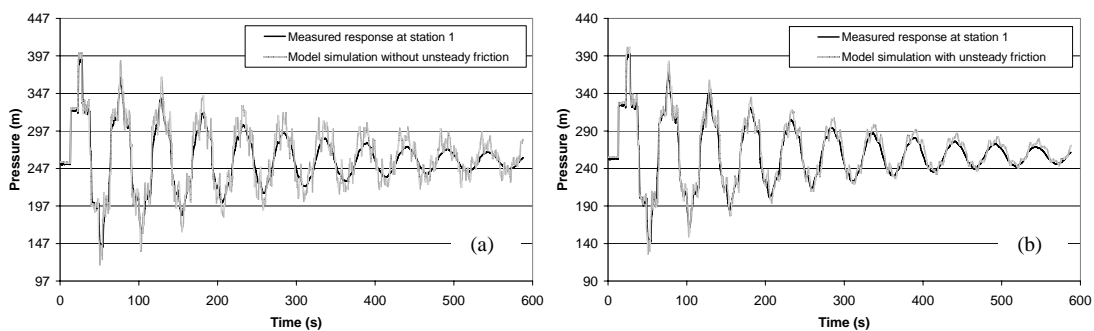 447
397
347
297
247
197
147
97
Pressure (m)
Measured response at station 1
Model simulation without unsteady friction
(a)
0 100 200 300 400 500 600
Time (s)
440
390
340
290
240
190
140
90
Pressure (m)
Measured response at station 1
Model simulation with unsteady friction
(b)
0 100 200 300 400 500 600
Time (s)